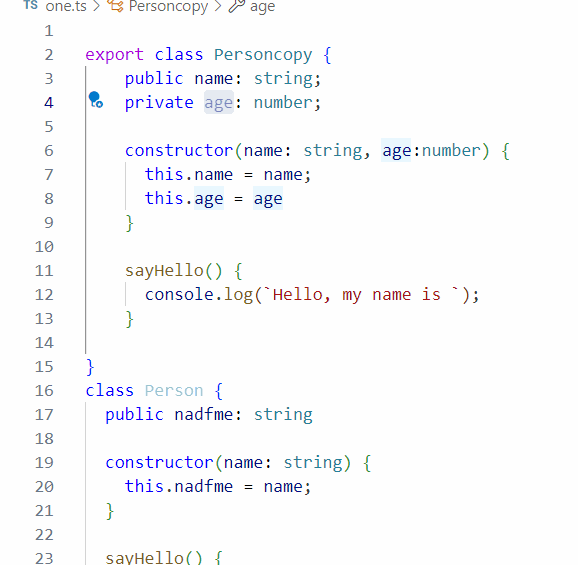 TS one.ts > Personcopy > age
1
2 export class Personcopy {
3 public name: string;
4 private age: number;
5
6 constructor(name: string, age:number) {
7 this.name = name;
8 this.age = age
9 }
10
11 sayHello() {
12 console.log(`Hello, my name is `);
13 }
14
15 }
16 class Person {
17 public nadfme: string
18
19 constructor(name: string) {
20 this.nadfme = name;
21 }
22
23 sayHello() {